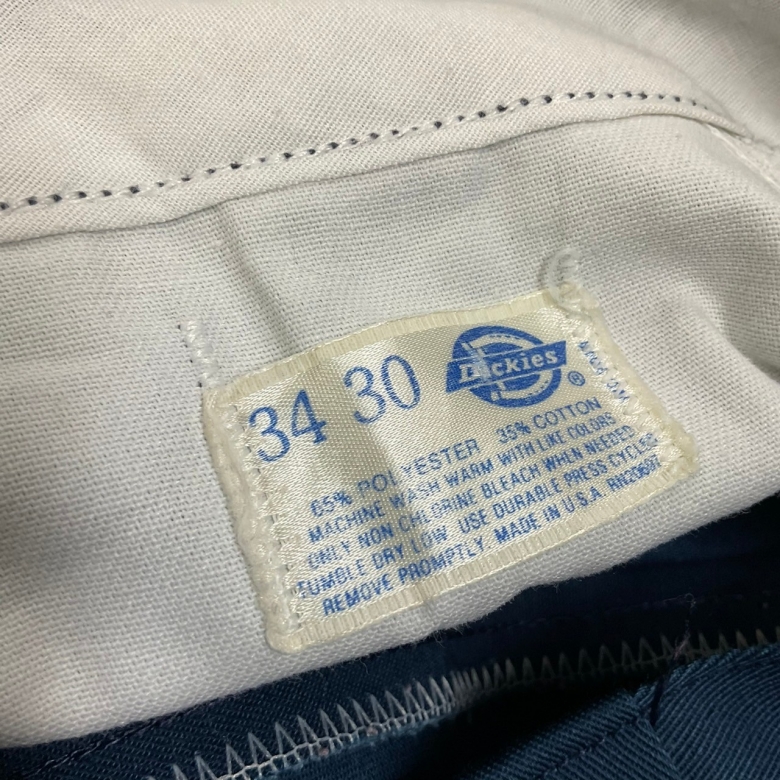 34 30 Dickies ®
65% POLYESTER 35% COTTON
MACHINE WASH WARM WITH LIKE COLORS
ONLY NON CHLORINE BLEACH WHEN NEEDED
TUMBLE DRY LOW USE DURABLE PRESS CYCLES
REMOVE PROMPTLY MADE IN U.S.A.